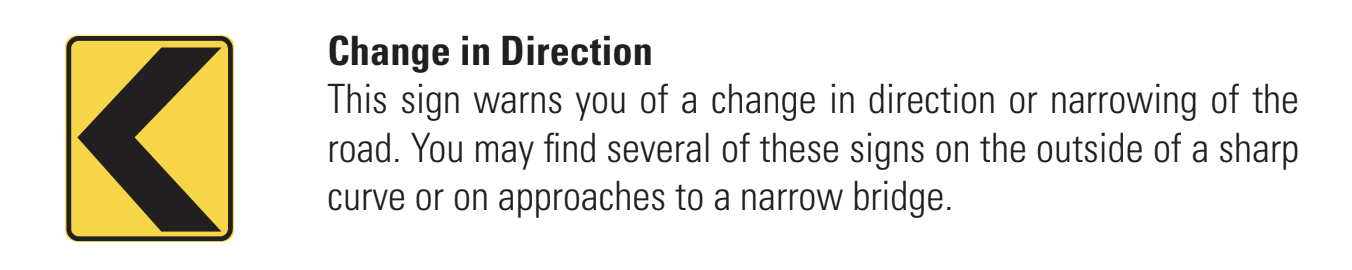 Change in Direction
This sign warns you of a change in direction or narrowing of the
road. You may find several of these signs on the outside of a sharp
curve or on approaches to a narrow bridge.